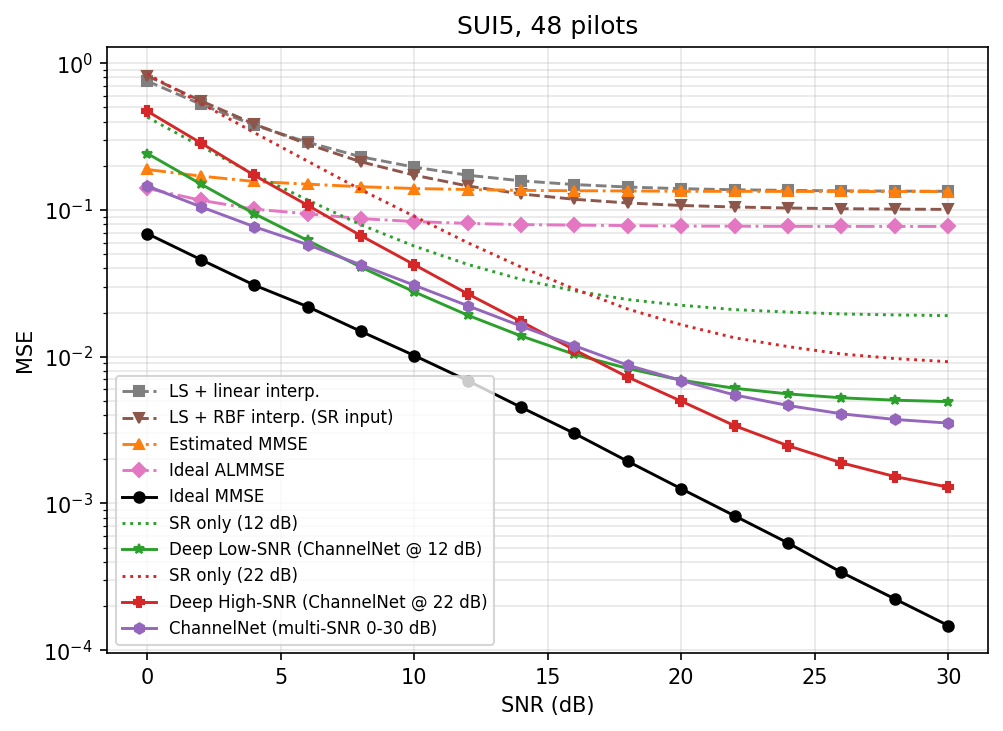 SUI5, 48 pilots
MSE
10^0
10^-1
10^-2
10^-3
10^-4
LS + linear interp.
LS + RBF interp. (SR input)
Estimated MMSE
Ideal ALMMSE
Ideal MMSE
SR only (12 dB)
Deep Low-SNR (ChannelNet @ 12 dB)
SR only (22 dB)
Deep High-SNR (ChannelNet @ 22 dB)
ChannelNet (multi-SNR 0-30 dB)
0 5 10 15 20 25 30
SNR (dB)